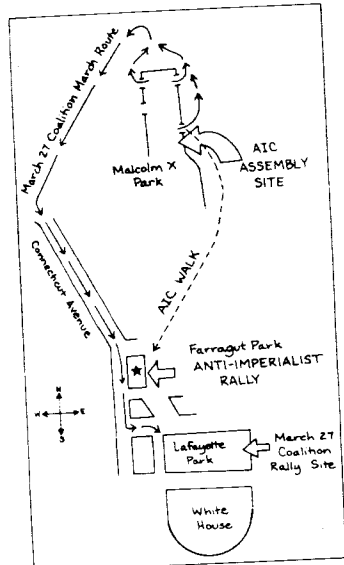 March 27 Coalition March Route
Malcolm X
Park
AIC
ASSEMBLY
SITE
Connecticut Avenue
AIC WALK
Farragut Park
ANTI-IMPERIALIST
RALLY
N
W E
S
Lafayette
Park
March 27
Coalition
Rally Site
White
House